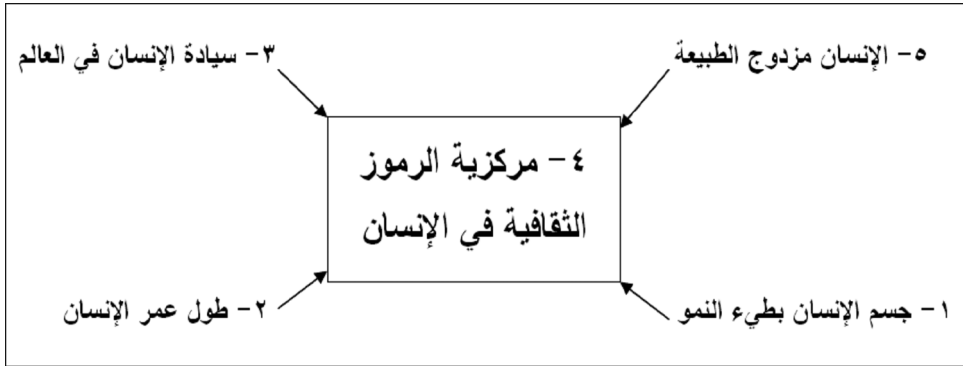 ٥- الإنسان مزدوج الطبيعة
٣- سيادة الإنسان في العالم
٤- مركزية الرموز
الثقافية في الإنسان
١- جسم الإنسان بطيء النمو
٢- طول عمر الإنسان